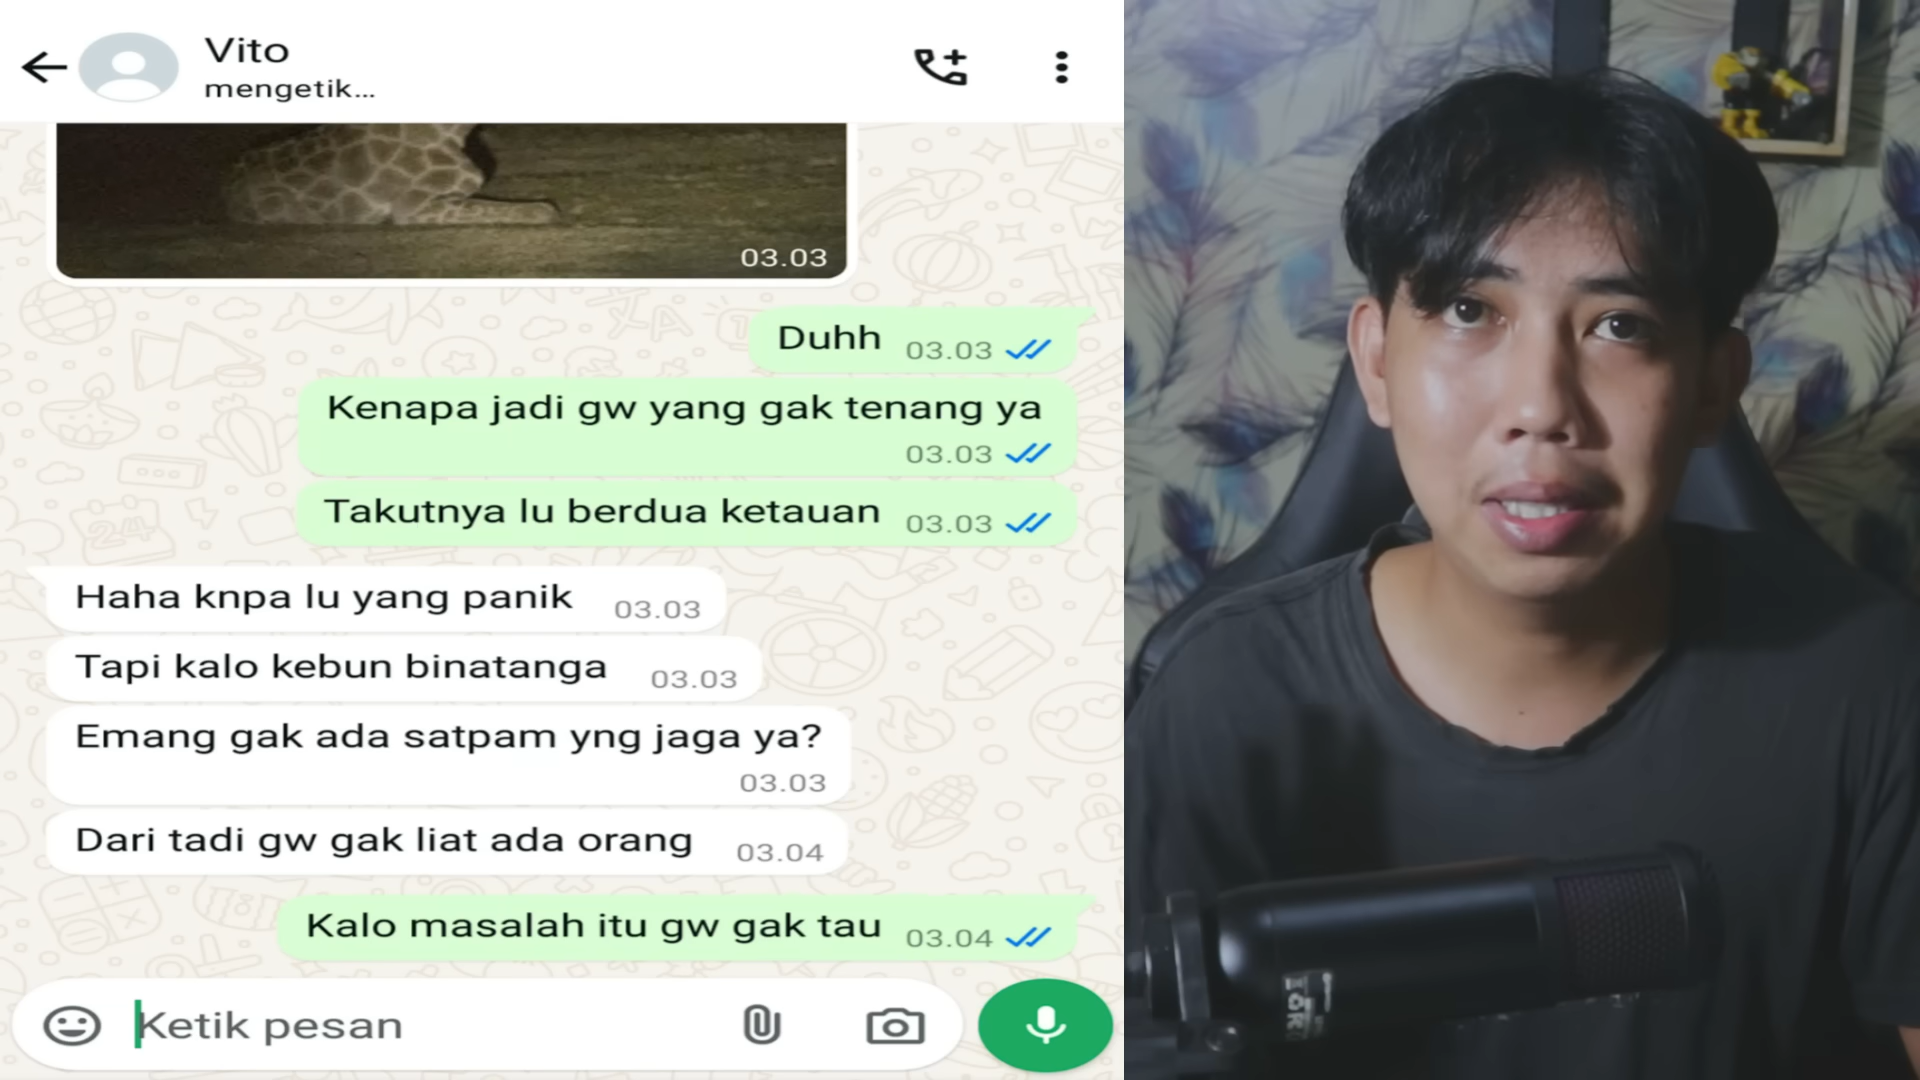 Vito
mengetik...
03.03
Duhh 03.03
Kenapa jadi gw yang gak tenang ya
03.03
Takutnya lu berdua ketauan 03.03
Haha knpa lu yang panik 03.03
Tapi kalo kebun binatanga 03.03
Emang gak ada satpam yng jaga ya?
03.03
Dari tadi gw gak liat ada orang 03.04
Kalo masalah itu gw gak tau 03.04
Ketik pesan